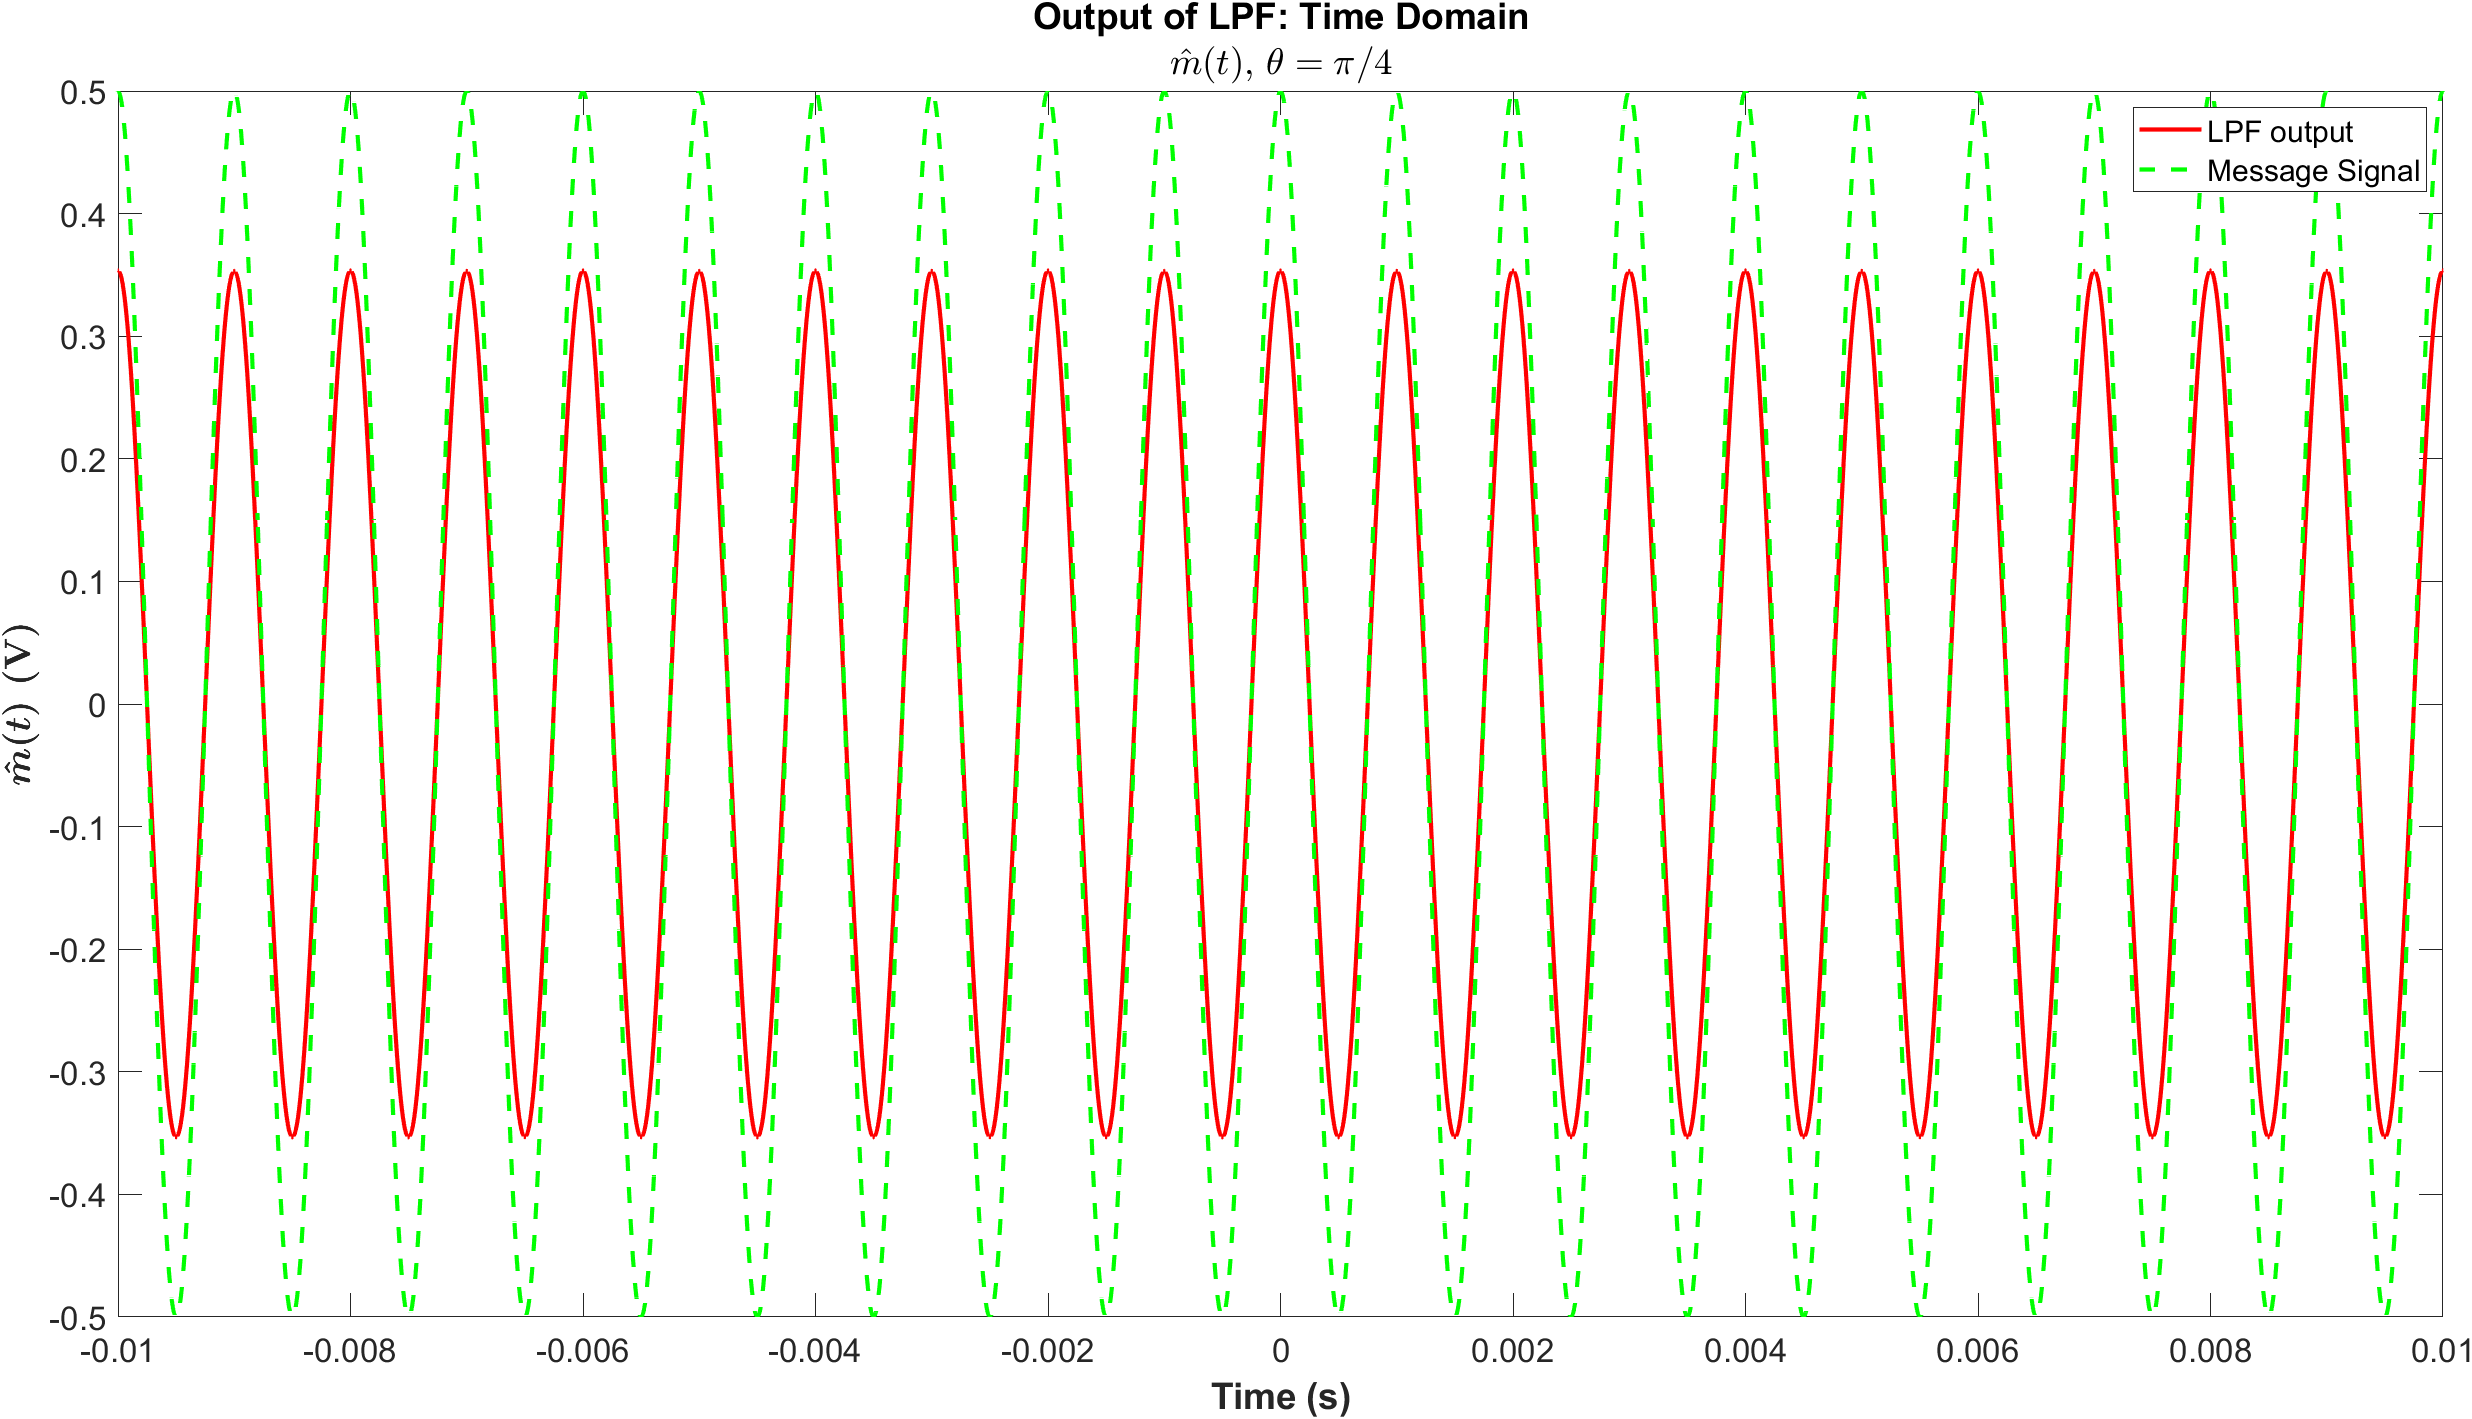 Output of LPF: Time Domain
m̂(t), θ = π/4
LPF output
Message Signal
0.5
0.4
0.3
0.2
0.1
0
-0.1
-0.2
-0.3
-0.4
-0.5
m̂(t) (V)
-0.01 -0.008 -0.006 -0.004 -0.002 0 0.002 0.004 0.006 0.008 0.01
Time (s)